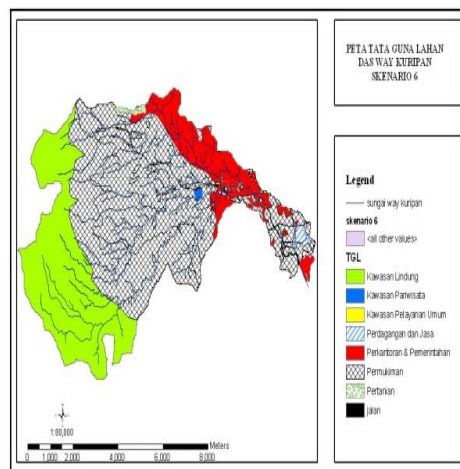 PETA TATA GUNA LAHAN
DAS WAY KURIPAN
SKENARIO 6
Legend
sungai way kuripan
skenario 6
<all other values>
TGL
Kawasan Lindung
Kawasan Pariwisata
Kawasan Pelayanan Umum
Perdagangan dan Jasa
Perkantoran & Pemerintahan
Permukiman
Pertanian
jalan
1:80,000
Meters
0 1,000 2,000 4,000 6,000 8,000